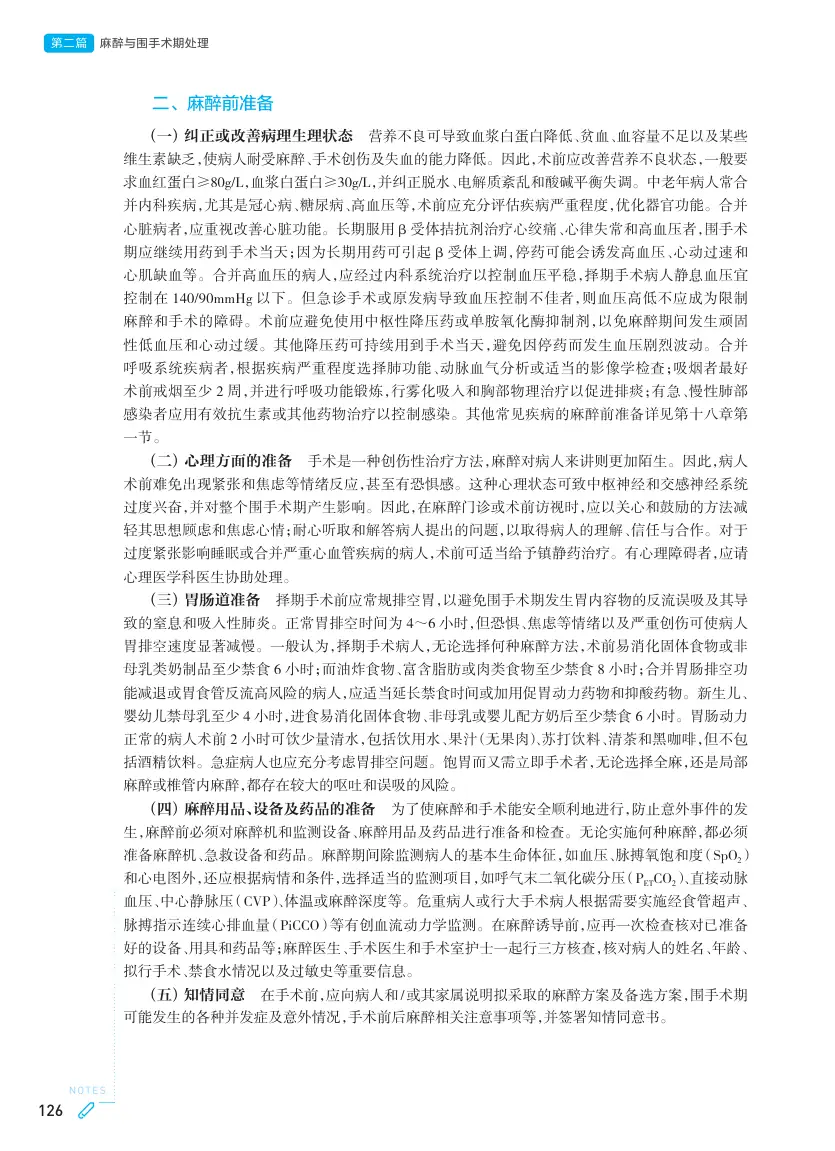 第二篇 麻醉与围手术期处理
二、麻醉前准备
（一）纠正或改善病理生理状态 营养不良可导致血浆白蛋白降低、贫血、血容量不足以及某些
维生素缺乏,使病人耐受麻醉、手术创伤及失血的能力降低。因此,术前应改善营养不良状态,一般要
求血红蛋白≥80g/L,血浆白蛋白≥30g/L,并纠正脱水、电解质紊乱和酸碱平衡失调。中老年病人常合
并内科疾病,尤其是冠心病、糖尿病、高血压等,术前应充分评估疾病严重程度,优化器官功能。合并
心脏病者,应重视改善心脏功能。长期服用 β 受体拮抗剂治疗心绞痛、心律失常和高血压者,围手术
期应继续用药到手术当天;因为长期用药可引起 β 受体上调,停药可能会诱发高血压、心动过速和
心肌缺血等。合并高血压的病人,应经过内科系统治疗以控制血压平稳,择期手术病人静息血压宜
控制在 140/90mmHg 以下。但急诊手术或原发病导致血压控制不佳者,则血压高低不应成为限制
麻醉和手术的障碍。术前应避免使用中枢性降压药或单胺氧化酶抑制剂,以免麻醉期间发生顽固
性低血压和心动过缓。其他降压药可持续用到手术当天,避免因停药而发生血压剧烈波动。合并
呼吸系统疾病者,根据疾病严重程度选择肺功能、动脉血气分析或适当的影像学检查;吸烟者最好
术前戒烟至少 2 周,并进行呼吸功能锻炼,行雾化吸入和胸部物理治疗以促进排痰;有急、慢性肺部
感染者应用有效抗生素或其他药物治疗以控制感染。其他常见疾病的麻醉前准备详见第十八章第
一节。
（二）心理方面的准备 手术是一种创伤性治疗方法,麻醉对病人来讲则更加陌生。因此,病人
术前难免出现紧张和焦虑等情绪反应,甚至有恐惧感。这种心理状态可致中枢神经和交感神经系统
过度兴奋,并对整个围手术期产生影响。因此,在麻醉门诊或术前访视时,应以关心和鼓励的方法减
轻其思想顾虑和焦虑心情;耐心听取和解答病人提出的问题,以取得病人的理解、信任与合作。对于
过度紧张影响睡眠或合并严重心血管疾病的病人,术前可适当给予镇静药治疗。有心理障碍者,应请
心理医学科医生协助处理。
（三）胃肠道准备 择期手术前应常规排空胃,以避免围手术期发生胃内容物的反流误吸及其导
致的窒息和吸入性肺炎。正常胃排空时间为 4～6 小时,但恐惧、焦虑等情绪以及严重创伤可使病人
胃排空速度显著减慢。一般认为,择期手术病人,无论选择何种麻醉方法,术前易消化固体食物或非
母乳类奶制品至少禁食 6 小时;而油炸食物、富含脂肪或肉类食物至少禁食 8 小时;合并胃肠排空功
能减退或胃食管反流高风险的病人,应适当延长禁食时间或加用促胃动力药物和抑酸药物。新生儿、
婴幼儿禁母乳至少 4 小时,进食易消化固体食物、非母乳或婴儿配方奶后至少禁食 6 小时。胃肠动力
正常的病人术前 2 小时可饮少量清水,包括饮用水、果汁（无果肉）、苏打饮料、清茶和黑咖啡,但不包
括酒精饮料。急症病人也应充分考虑胃排空问题。饱胃而又需立即手术者,无论选择全麻,还是局部
麻醉或椎管内麻醉,都存在较大的呕吐和误吸的风险。
（四）麻醉用品、设备及药品的准备 为了使麻醉和手术能安全顺利地进行,防止意外事件的发
生,麻醉前必须对麻醉机和监测设备、麻醉用品及药品进行准备和检查。无论实施何种麻醉,都必须
准备麻醉机、急救设备和药品。麻醉期间除监测病人的基本生命体征,如血压、脉搏氧饱和度（SpO₂）
和心电图外,还应根据病情和条件,选择适当的监测项目,如呼气末二氧化碳分压（PETCO₂）、直接动脉
血压、中心静脉压（CVP）、体温或麻醉深度等。危重病人或行大手术病人根据需要实施经食管超声、
脉搏指示连续心排血量（PiCCO）等有创血流动力学监测。在麻醉诱导前,应再一次检查核对已准备
好的设备、用具和药品等;麻醉医生、手术医生和手术室护士一起行三方核查,核对病人的姓名、年龄、
拟行手术、禁食水情况以及过敏史等重要信息。
（五）知情同意 在手术前,应向病人和/或其家属说明拟采取的麻醉方案及备选方案,围手术期
可能发生的各种并发症及意外情况,手术前后麻醉相关注意事项等,并签署知情同意书。
NOTES
126